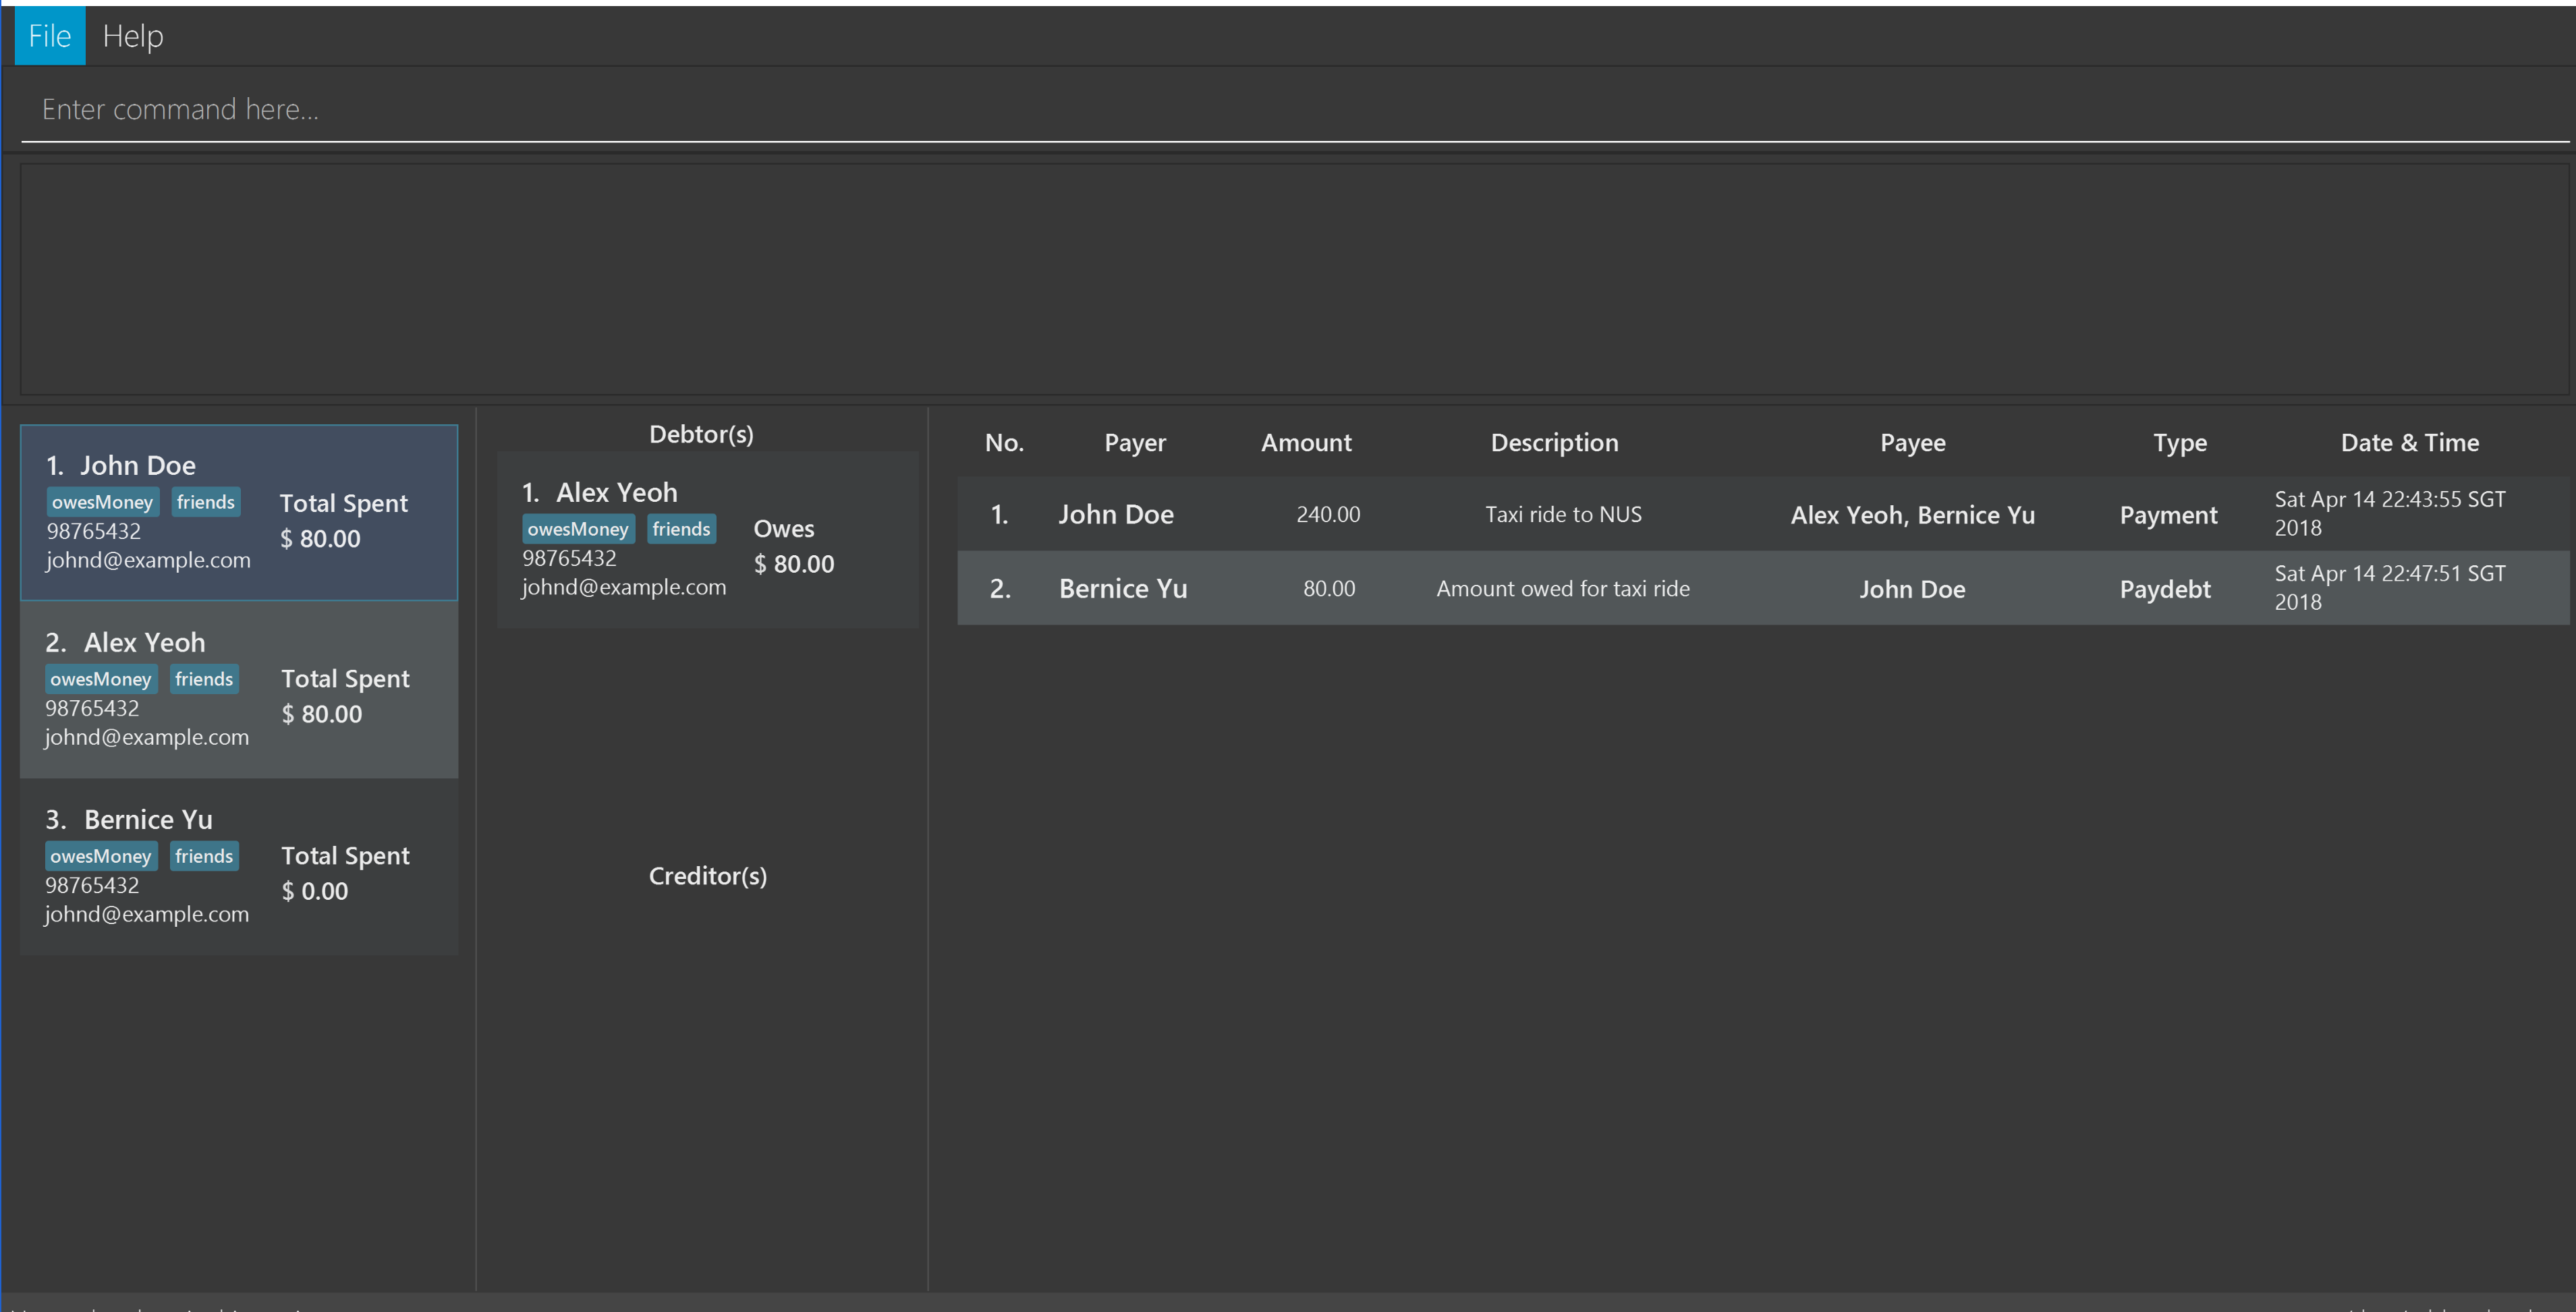 File Help
Enter command here...
1. John Doe
owesMoney friends
98765432
johnd@example.com
Total Spent
$ 80.00
2. Alex Yeoh
owesMoney friends
98765432
johnd@example.com
Total Spent
$ 80.00
3. Bernice Yu
owesMoney friends
98765432
johnd@example.com
Total Spent
$ 0.00
Debtor(s)
1. Alex Yeoh
owesMoney friends
98765432
johnd@example.com
Owes
$ 80.00
Creditor(s)
No. Payer Amount Description Payee Type Date & Time
1. John Doe 240.00 Taxi ride to NUS Alex Yeoh, Bernice Yu Payment Sat Apr 14 22:43:55 SGT
2018
2. Bernice Yu 80.00 Amount owed for taxi ride John Doe Paydebt Sat Apr 14 22:47:51 SGT
2018